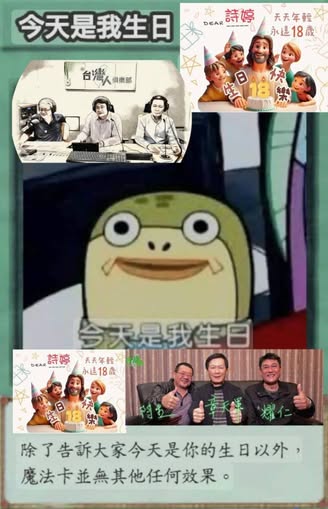 今天是我生日
DEAR 詩婷
天天年輕
永遠18歲
生日快樂
18
台灣人
俱樂部
今天是我生日
DEAR 詩婷
天天年輕
永遠18歲
生日快樂
18
耀仁
除了告訴大家今天是你的生日以外，
魔法卡並無其他任何效果。